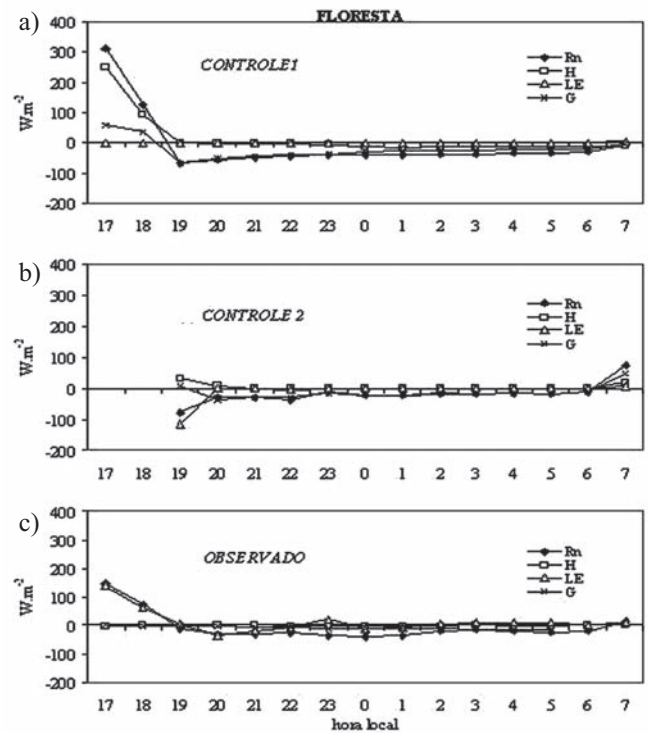 FLORESTA
a)
CONTROLE1
Rn
H
LE
G
W.m-2
400
300
200
100
0
-100
-200
17 18 19 20 21 22 23 0 1 2 3 4 5 6 7
b)
CONTROLE 2
Rn
H
LE
G
W.m-2
400
300
200
100
0
-100
-200
17 18 19 20 21 22 23 0 1 2 3 4 5 6 7
c)
OBSERVADO
Rn
H
LE
G
W.m-2
400
300
200
100
0
-100
-200
17 18 19 20 21 22 23 0 1 2 3 4 5 6 7
hora local